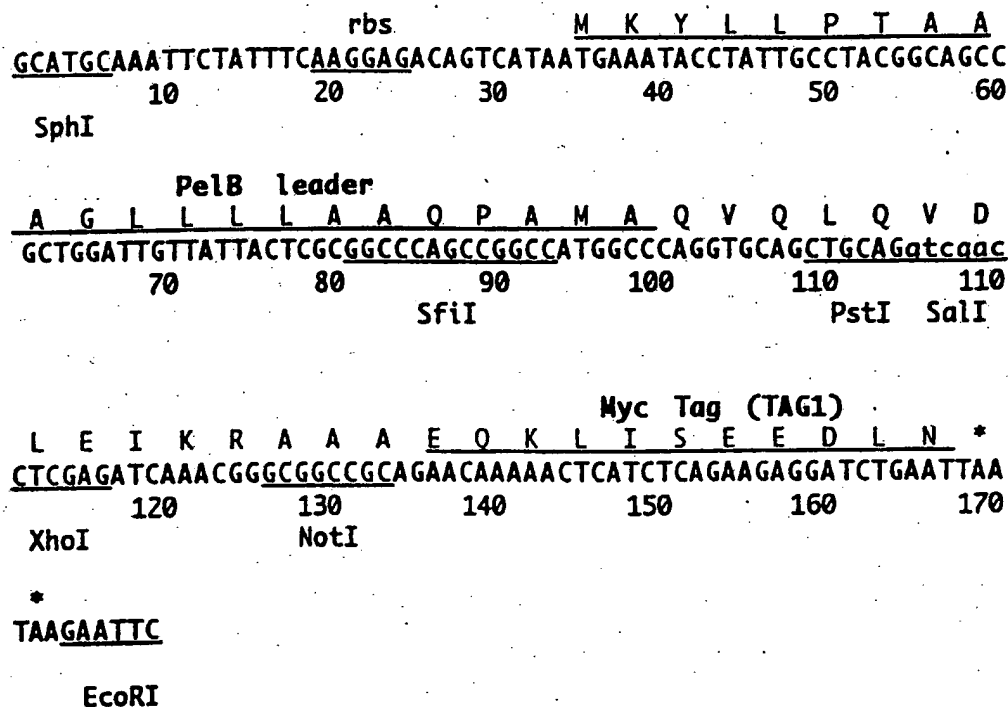 rbs M K Y L L P T A A
GCATGCAAATTCTATTTCAAGGAGACAGTCATAATGAAATACCTATTGCCTACGGCAGCC
10 20 30 40 50 60
SphI
PelB leader
A G L L L L A A Q P A M A Q V Q L Q V D
GCTGGATTGTTATTACTCGCGGCCCAGCCGGCCATGGCCCAGGTGCAGCTGCAGgtcgac
70 80 90 100 110 110
SfiI PstI SalI
Myc Tag (TAG1)
L E I K R A A A E Q K L I S E E D L N *
CTCGAGATCAAACGGGCGGCCGCAGAACAAAAACTCATCTCAGAAGAGGATCTGAATTAA
120 130 140 150 160 170
XhoI NotI
*
TAAGAATTC
EcoRI